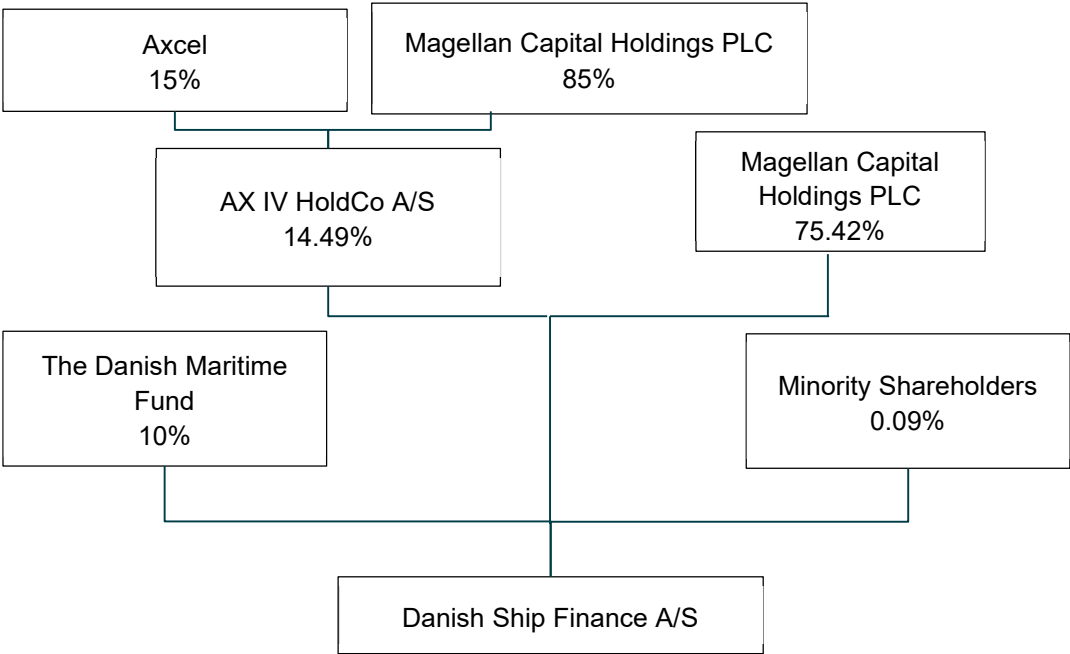 Axcel
15%
Magellan Capital Holdings PLC
85%
AX IV HoldCo A/S
14.49%
Magellan Capital
Holdings PLC
75.42%
The Danish Maritime
Fund
10%
Minority Shareholders
0.09%
Danish Ship Finance A/S